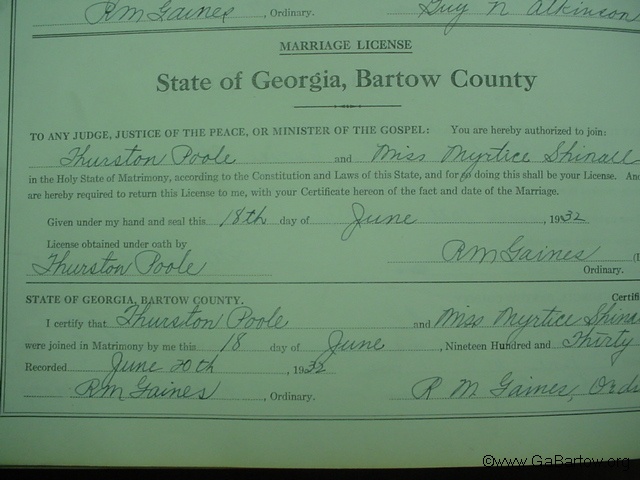 RM Gaines, Ordinary. Guy N Atkinson
MARRIAGE LICENSE
State of Georgia, Bartow County
TO ANY JUDGE, JUSTICE OF THE PEACE, OR MINISTER OF THE GOSPEL: You are hereby authorized to join:
Thurston Poole and Miss Myrtice Shinall
in the Holy State of Matrimony, according to the Constitution and Laws of this State, and for so doing this shall be your License. And
are hereby required to return this License to me, with your Certificate hereon of the fact and date of the Marriage.
Given under my hand and seal this 18th day of June, 1932
License obtained under oath by
Thurston Poole RM Gaines (L
Ordinary.
STATE OF GEORGIA, BARTOW COUNTY. Certifi
I certify that Thurston Poole and Miss Myrtice Shina
were joined in Matrimony by me this 18 day of June, Nineteen Hundred and Thirty
Recorded June 20th, 1932
RM Gaines, Ordinary. R M Gaines, Ord
©www.GaBartow.org